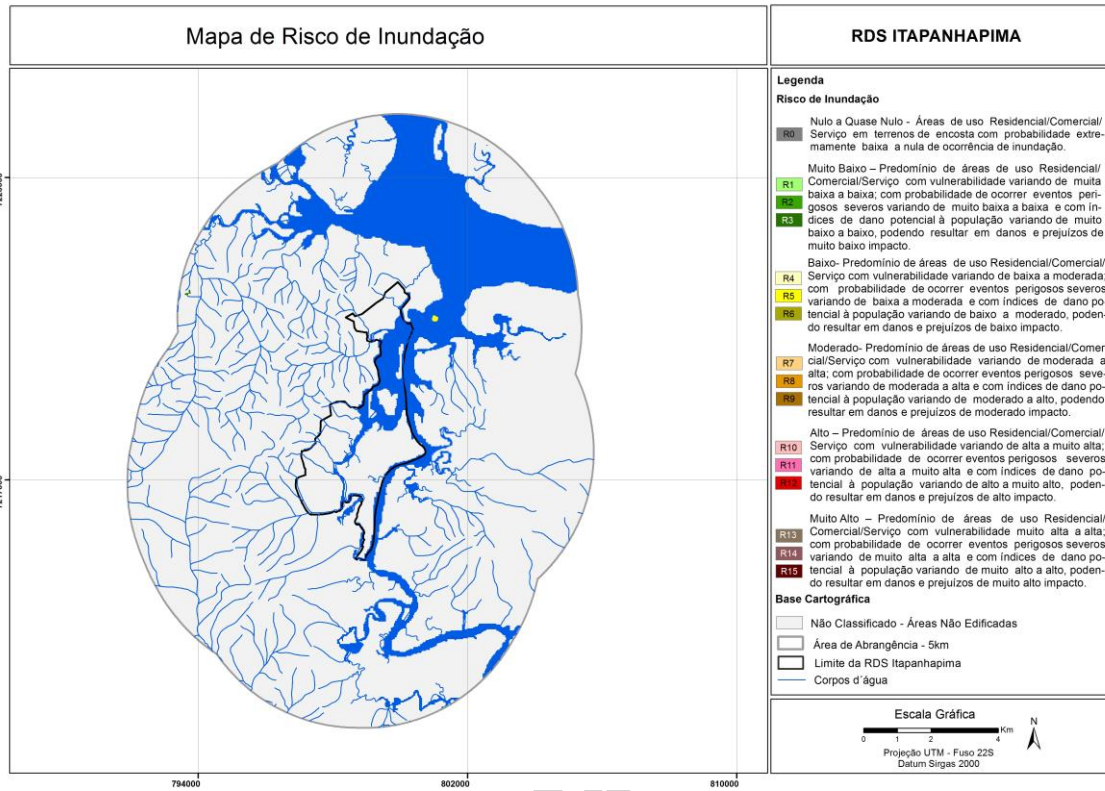 Mapa de Risco de Inundação
RDS ITAPANHAPIMA
Legenda
Risco de Inundação
R0
Nulo a Quase Nulo - Áreas de uso Residencial/Comercial/
Serviço em terrenos de encosta com probabilidade extre-
mamente baixa a nula de ocorrência de inundação.
R1
R2
R3
Muito Baixo – Predomínio de áreas de uso Residencial/
Comercial/Serviço com vulnerabilidade variando de muita
baixa a baixa; com probabilidade de ocorrer eventos peri-
gosos severos variando de muito baixa a baixa e com ín-
dices de dano potencial à população variando de muito
baixo a baixo, podendo resultar em danos e prejuízos de
muito baixo impacto.
R4
R5
R6
Baixo- Predomínio de áreas de uso Residencial/Comercial/
Serviço com vulnerabilidade variando de baixa a moderada;
com probabilidade de ocorrer eventos perigosos severos
variando de baixa a moderada e com índices de dano po-
tencial à população variando de baixo a moderado, poden-
do resultar em danos e prejuízos de baixo impacto.
R7
R8
R9
Moderado- Predomínio de áreas de uso Residencial/Comer
cial/Serviço com vulnerabilidade variando de moderada a
alta; com probabilidade de ocorrer eventos perigosos seve-
ros variando de moderada a alta e com índices de dano po-
tencial à população variando de moderado a alto, podendo
resultar em danos e prejuízos de moderado impacto.
R10
R11
R12
Alto – Predomínio de áreas de uso Residencial/Comercial/
Serviço com vulnerabilidade variando de alta a muito alta;
com probabilidade de ocorrer eventos perigosos severos
variando de alta a muito alta e com índices de dano po-
tencial à população variando de alto a muito alto, poden-
do resultar em danos e prejuízos de alto impacto.
R13
R14
R15
Muito Alto – Predomínio de áreas de uso Residencial/
Comercial/Serviço com vulnerabilidade muito alta a alta;
com probabilidade de ocorrer eventos perigosos severos
variando de muito alta a alta e com índices de dano po-
tencial à população variando de muito alto a alto, poden-
do resultar em danos e prejuízos de muito alto impacto.
Base Cartográfica
Não Classificado - Áreas Não Edificadas
Área de Abrangência - 5km
Limite da RDS Itapanhapima
Corpos d´água
Escala Gráfica
Km
0 1 2 4
N
Projeção UTM - Fuso 22S
Datum Sirgas 2000
794000 802000 810000